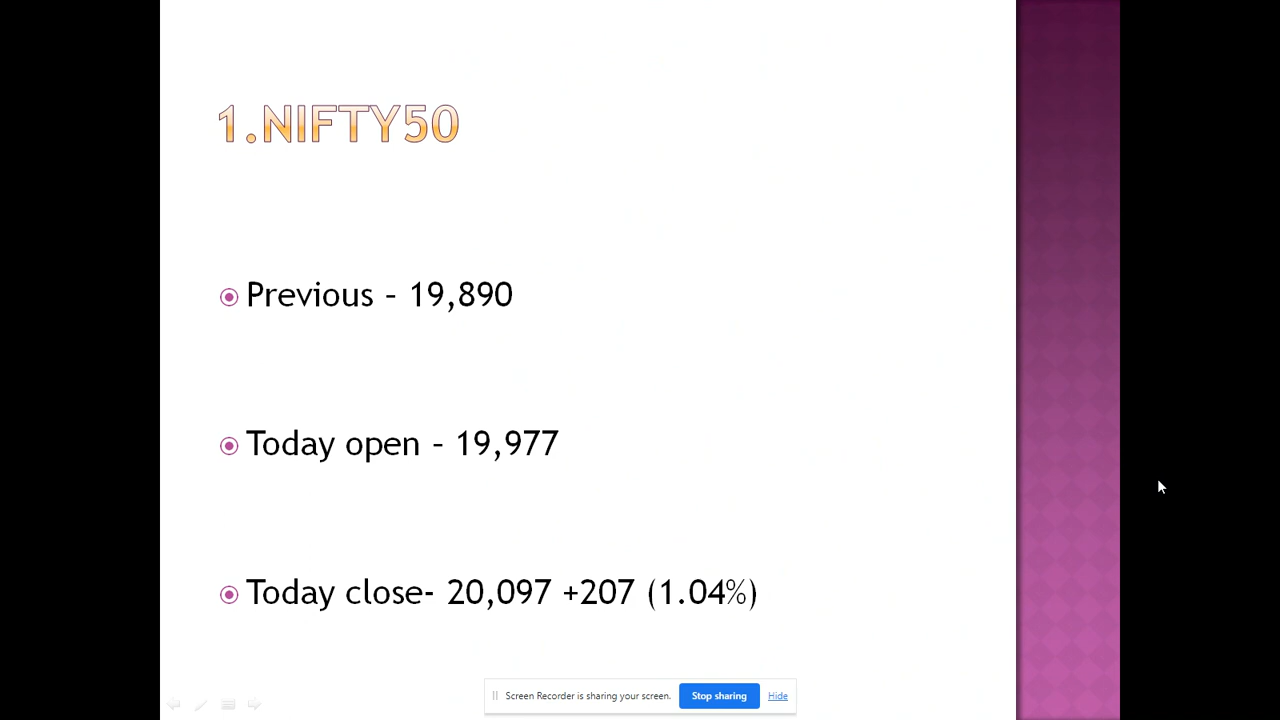 1.NIFTY50
Previous – 19,890
Today open – 19,977
Today close- 20,097 +207 (1.04%)
Screen Recorder is sharing your screen.
Stop sharing
Hide